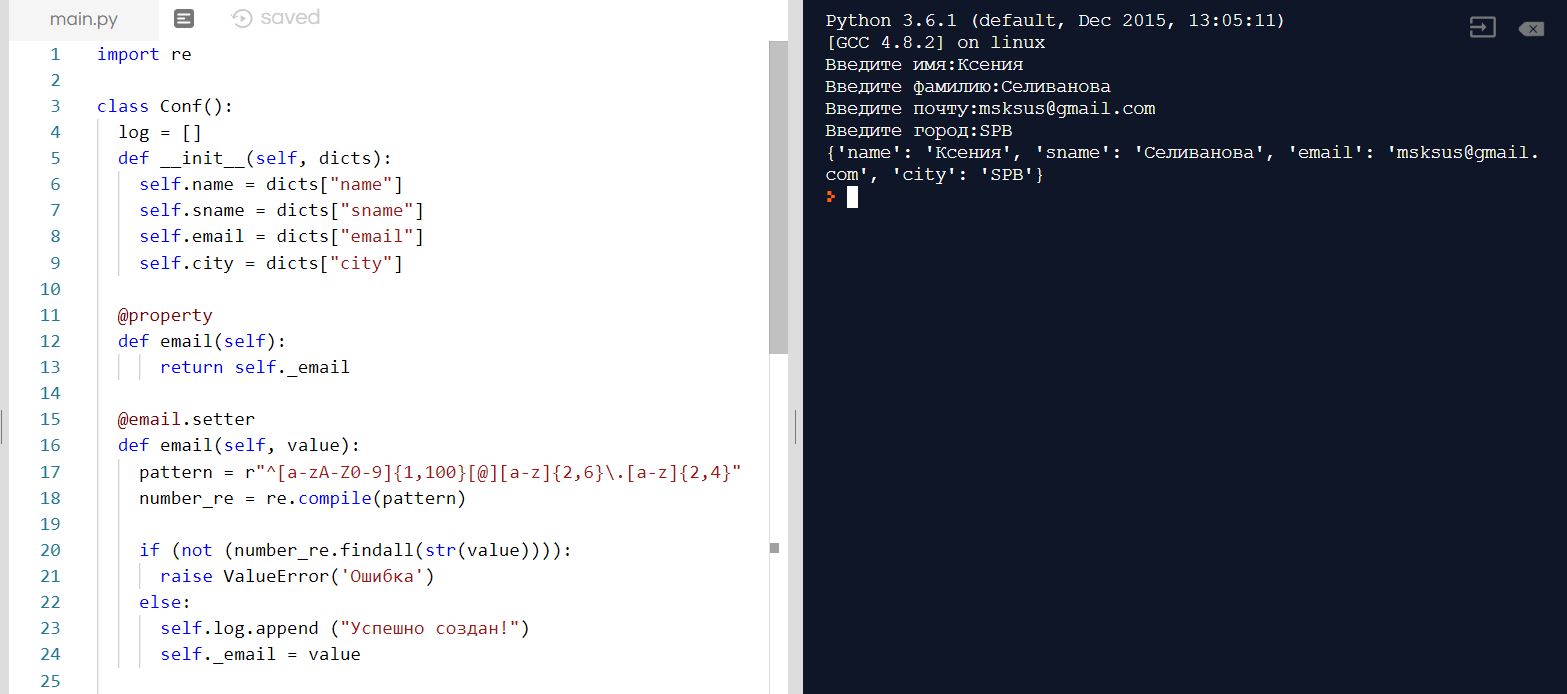 main.py saved
1 import re
2
3 class Conf():
4 log = []
5 def __init__(self, dicts):
6 self.name = dicts["name"]
7 self.sname = dicts["sname"]
8 self.email = dicts["email"]
9 self.city = dicts["city"]
10
11 @property
12 def email(self):
13 return self._email
14
15 @email.setter
16 def email(self, value):
17 pattern = r"^[a-zA-Z0-9]{1,100}[@][a-z]{2,6}\.[a-z]{2,4}"
18 number_re = re.compile(pattern)
19
20 if (not (number_re.findall(str(value)))):
21 raise ValueError('Ошибка')
22 else:
23 self.log.append ("Успешно создан!")
24 self._email = value
25
Python 3.6.1 (default, Dec 2015, 13:05:11)
[GCC 4.8.2] on linux
Введите имя:Ксения
Введите фамилию:Селиванова
Введите почту:msksus@gmail.com
Введите город:SPB
{'name': 'Ксения', 'sname': 'Селиванова', 'email': 'msksus@gmail.
com', 'city': 'SPB'}